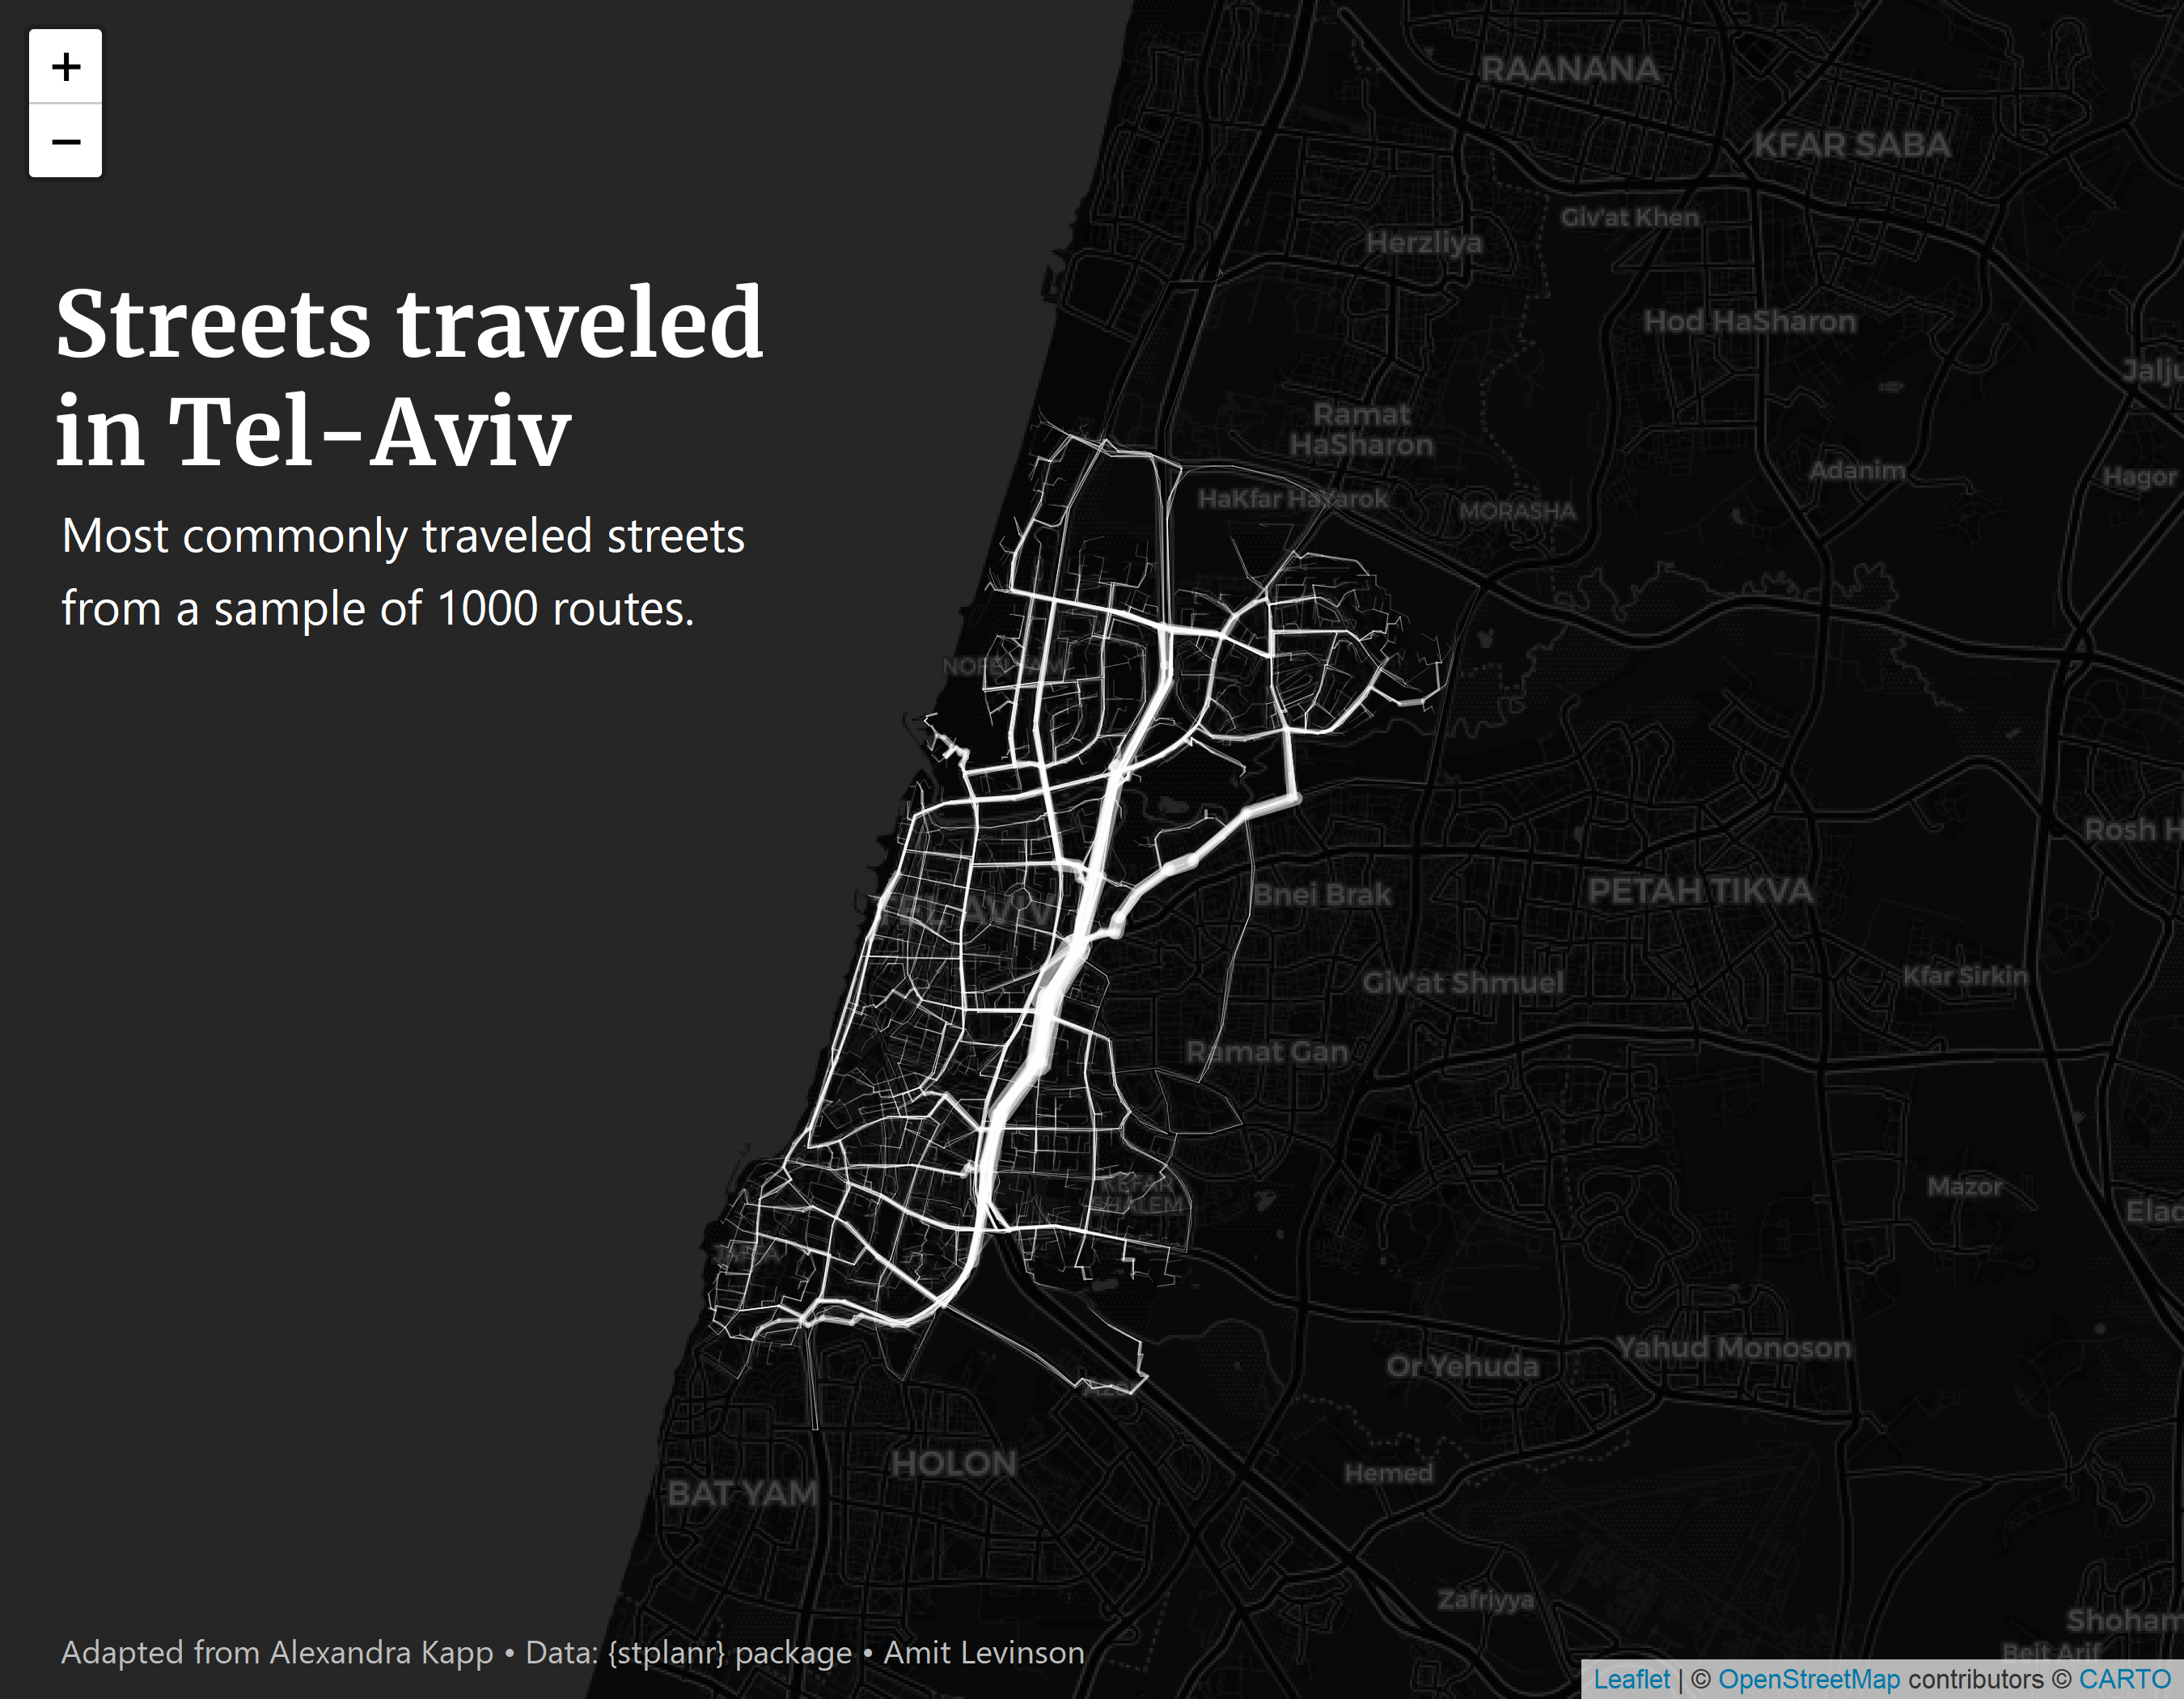 +
−
Streets traveled
in Tel-Aviv
Most commonly traveled streets
from a sample of 1000 routes.
RAANANA
KFAR SABA
Giv'at Khen
Herzliya
Hod HaSharon
Jalju
Ramat
HaSharon
Adanim
Hagor
HaKfar HaYarok
MORASHA
NOFEI YAM
Rosh H
Bnei Brak
PETAH TIKVA
TEL AVIV
Kfar Sirkin
Giv'at Shmuel
Ramat Gan
Mazor
KEFAR
SHALEM
Elad
JAFFA
Yahud Monoson
Or Yehuda
HOLON
Hemed
BAT YAM
Zafriyya
Shoham
Beit Arif
Adapted from Alexandra Kapp • Data: {stplanr} package • Amit Levinson
Leaflet | © OpenStreetMap contributors © CARTO